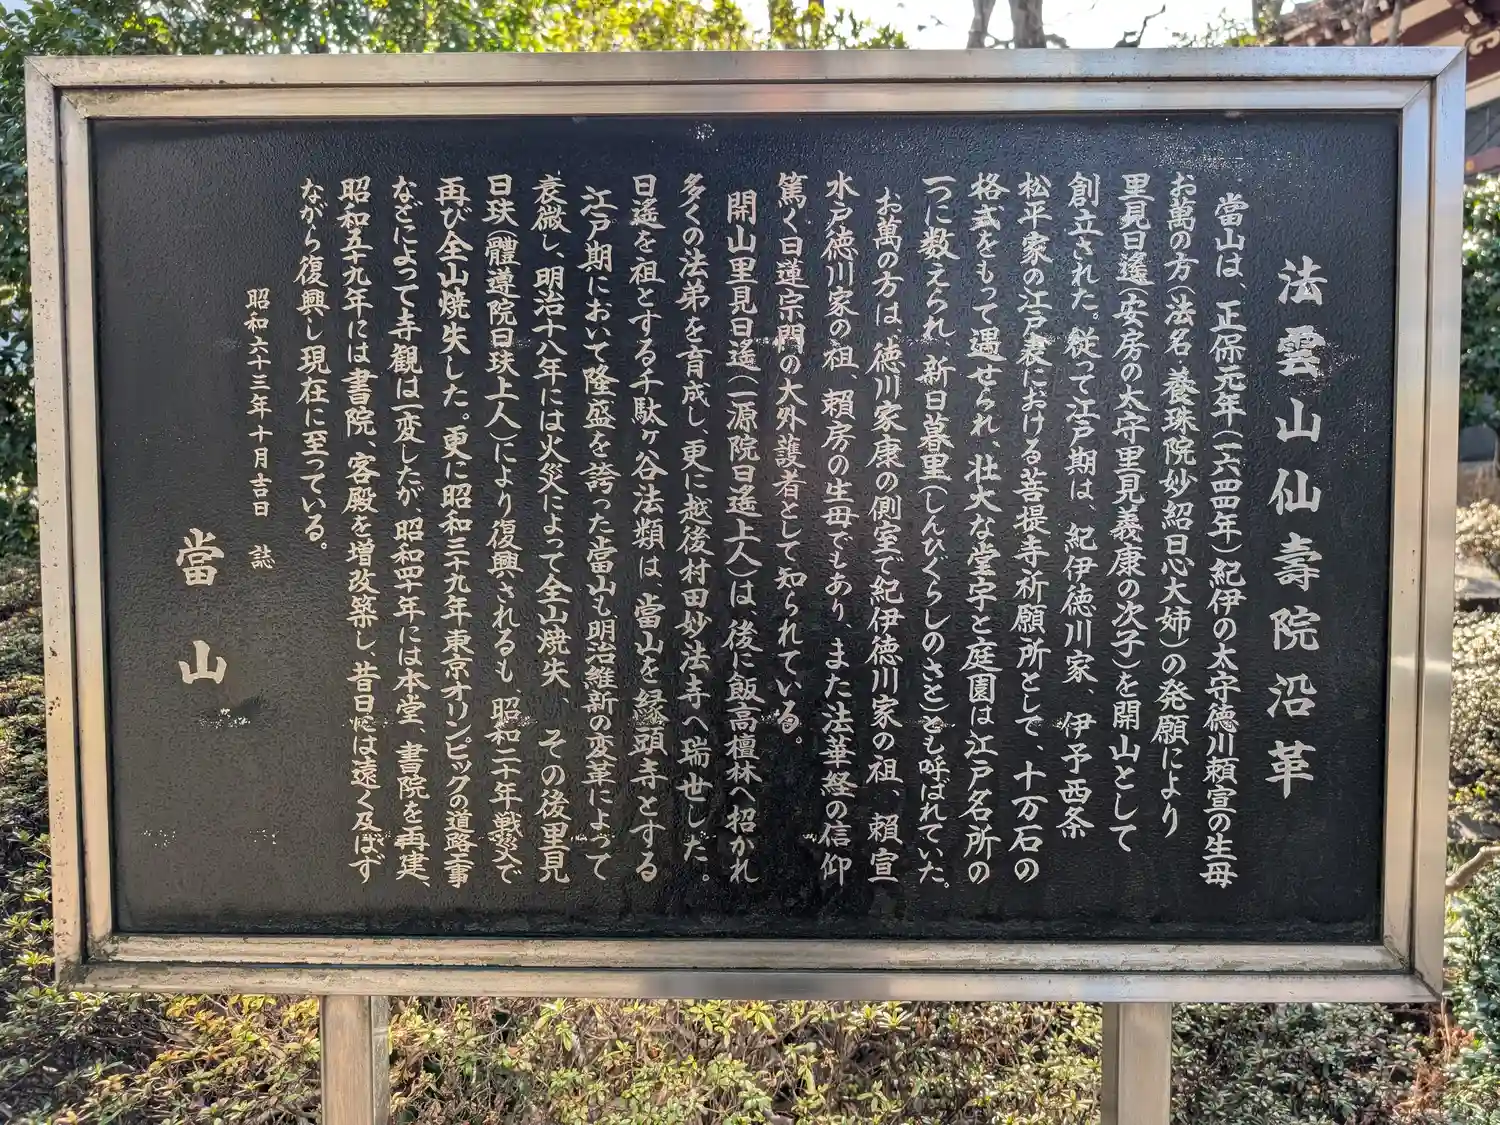 法雲山仙壽院沿革
當山は、正保元年(一六四四年)紀伊の太守徳川頼宣の生母
お萬の方(法名 養珠院妙紹日心大姉)の発願により
里見日遙(安房の太守里見義康の次子)を開山として
創立された。従って江戸期は、紀伊徳川家、伊予西条
松平家の江戸表における菩提寺祈願所として、十万石の
格式をもって遇せられ、壮大な堂宇と庭園は江戸名所の
一つに数えられ、新日暮里(しんひぐらしのさと)とも呼ばれていた。
お萬の方は、徳川家康の側室で紀伊徳川家の祖、頼宣
水戸徳川家の祖、頼房の生母でもあり、また法華経の信仰
篤く日蓮宗門の大外護者として知られている。
開山里見日遙(一源院日遙上人)は後に飯高檀林へ招かれ
多くの法弟を育成し、更に越後村田妙法寺へ瑞世した。
日遙を祖とする千駄ヶ谷法類は、當山を縁頭寺とする
江戸期において隆盛を誇った當山も明治維新の変革によって
衰微し、明治十八年には火災によって全山焼失、その後里見
日玞(體導院日玞上人)により復興されるも、昭和二十年戦災で
再び全山焼失した。更に昭和三十九年東京オリンピックの道路工事
などによって寺観は一変したが、昭和四十年には本堂、書院を再建、
昭和五十九年には書院、客殿を増改築し、昔日には遠く及ばず
ながら復興し現在に至っている。
昭和六十三年十月吉日 誌
當山